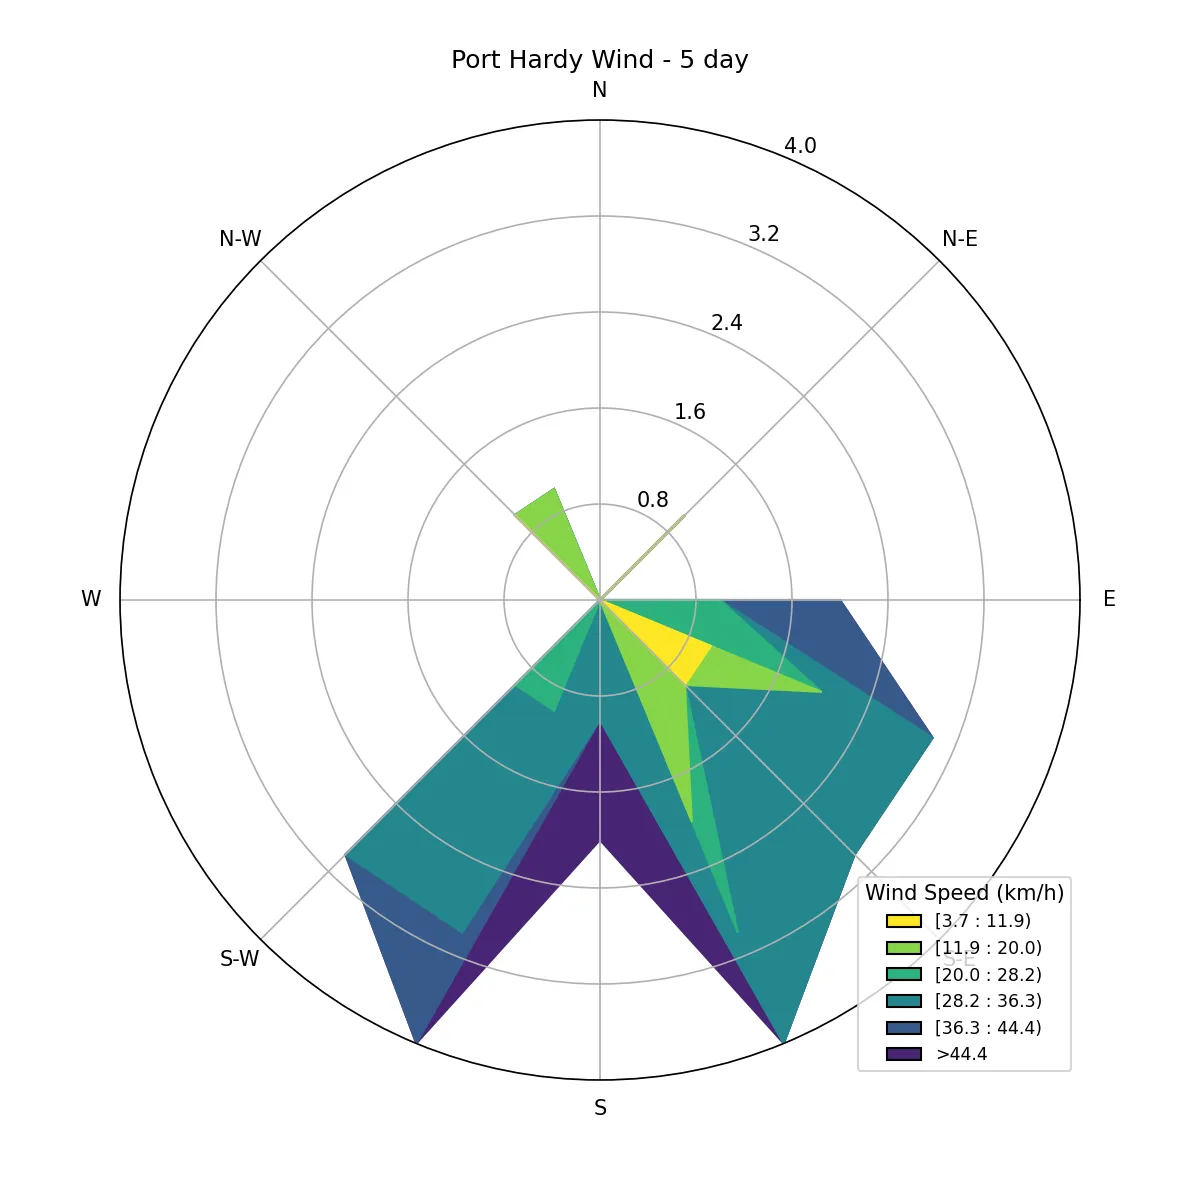 Port Hardy Wind - 5 day
N
4.0
N-W
3.2
N-E
2.4
1.6
0.8
W
E
Wind Speed (km/h)
[3.7 : 11.9)
[11.9 : 20.0)
S-W
S-E
[20.0 : 28.2)
[28.2 : 36.3)
[36.3 : 44.4)
>44.4
S